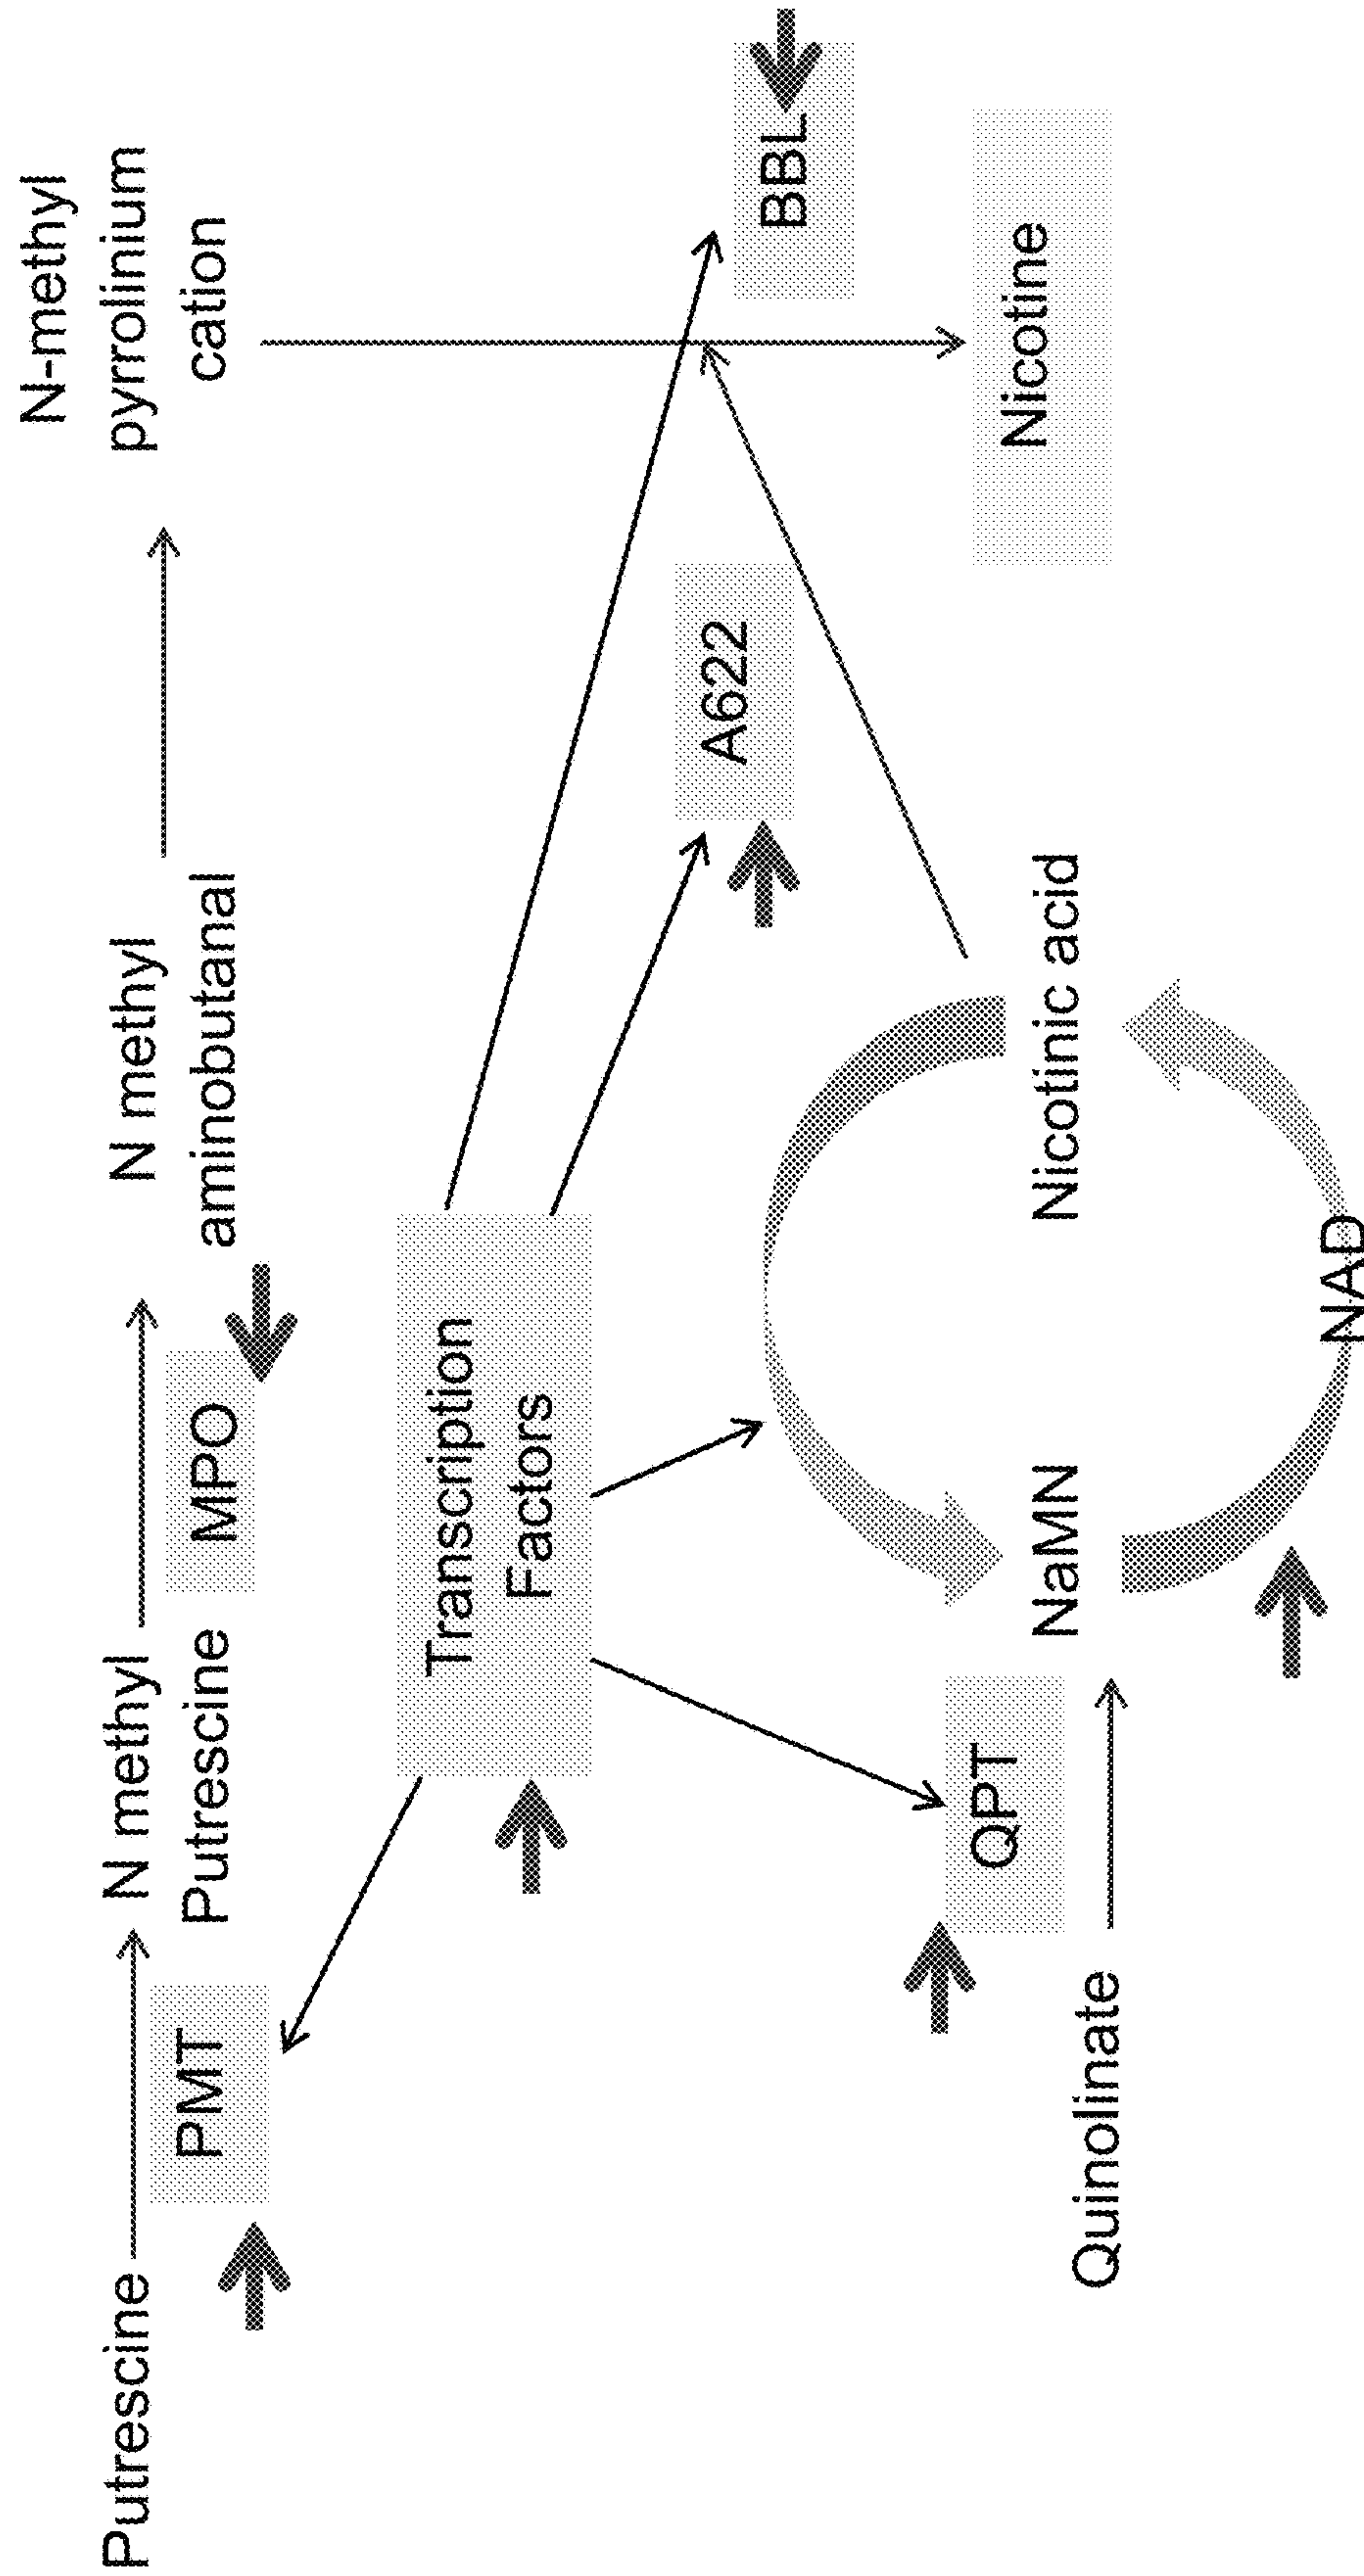 Putrescine
PMT
N methyl
Putrescine
MPO
N methyl
aminobutanal
N-methyl
pyrrolinium
cation
Transcription
Factors
A622
BBL
QPT
Quinolinate
NaMN
Nicotinic acid
NAD
Nicotine